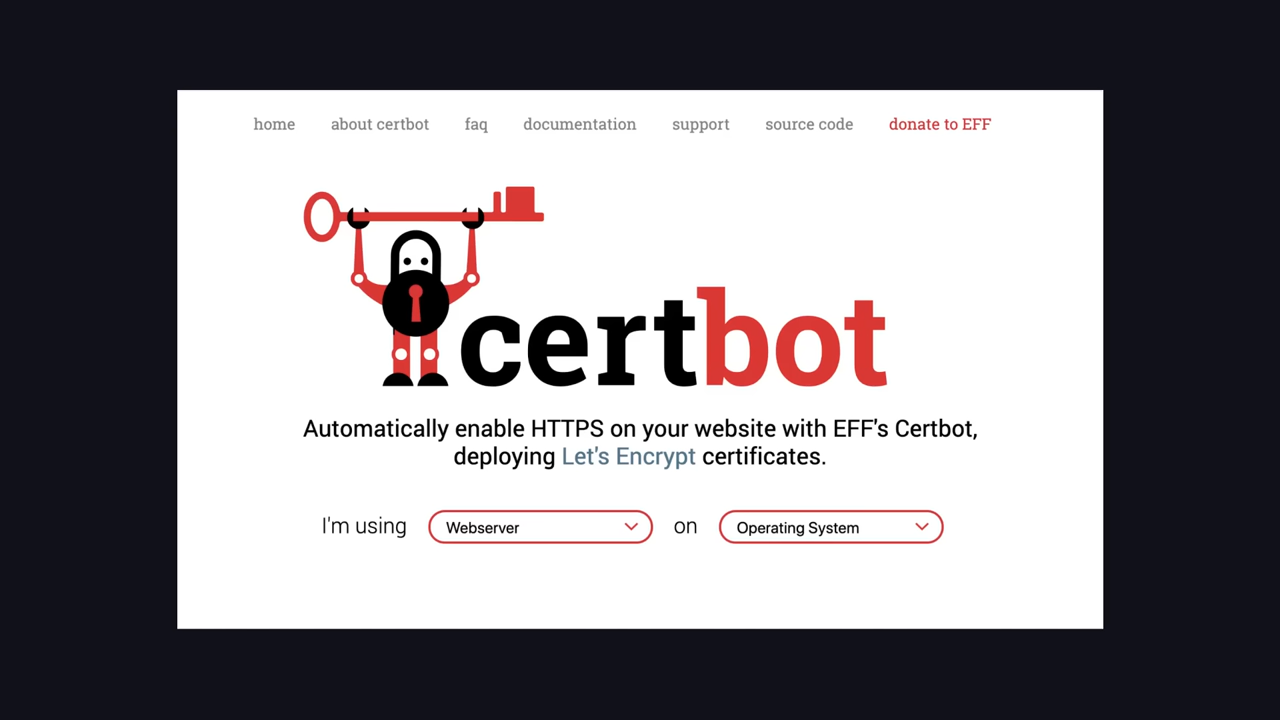 home about certbot faq documentation support source code donate to EFF
certbot
Automatically enable HTTPS on your website with EFF's Certbot,
deploying Let's Encrypt certificates.
I'm using Webserver on Operating System